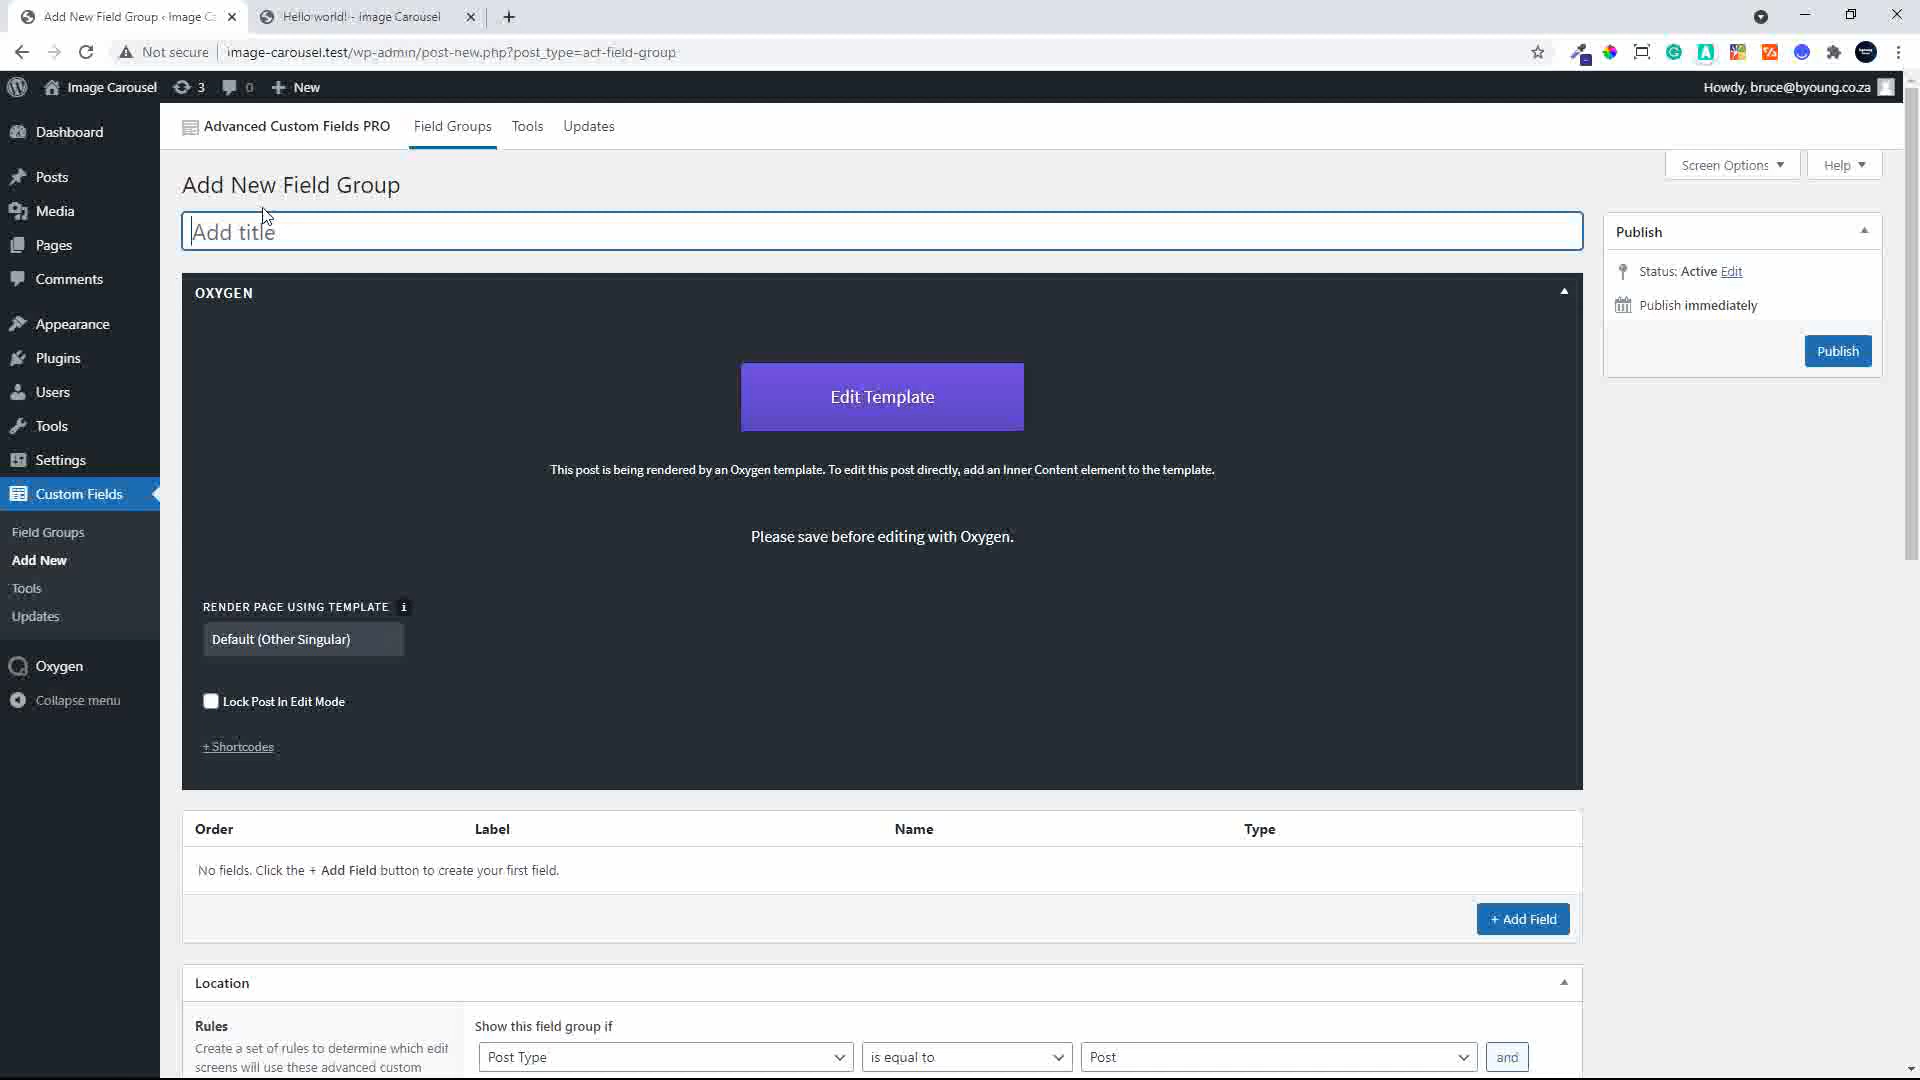 Add New Field Group ‹ Image C
Hello world! - Image Carousel
Not secure
image-carousel.test/wp-admin/post-new.php?post_type=acf-field-group
Image Carousel
3
0
New
Howdy, bruce@byoung.co.za
Dashboard
Posts
Media
Pages
Comments
Appearance
Plugins
Users
Tools
Settings
Custom Fields
Field Groups
Add New
Tools
Updates
Oxygen
Collapse menu
Advanced Custom Fields PRO
Field Groups
Tools
Updates
Screen Options
Help
Add New Field Group
Add title
OXYGEN
Edit Template
This post is being rendered by an Oxygen template. To edit this post directly, add an Inner Content element to the template.
Please save before editing with Oxygen.
RENDER PAGE USING TEMPLATE i
Default (Other Singular)
Lock Post In Edit Mode
+ Shortcodes
Publish
Status: Active Edit
Publish immediately
Publish
Order Label Name Type
No fields. Click the + Add Field button to create your first field.
+ Add Field
Location
Rules
Create a set of rules to determine which edit
screens will use these advanced custom
Show this field group if
Post Type
is equal to
Post
and